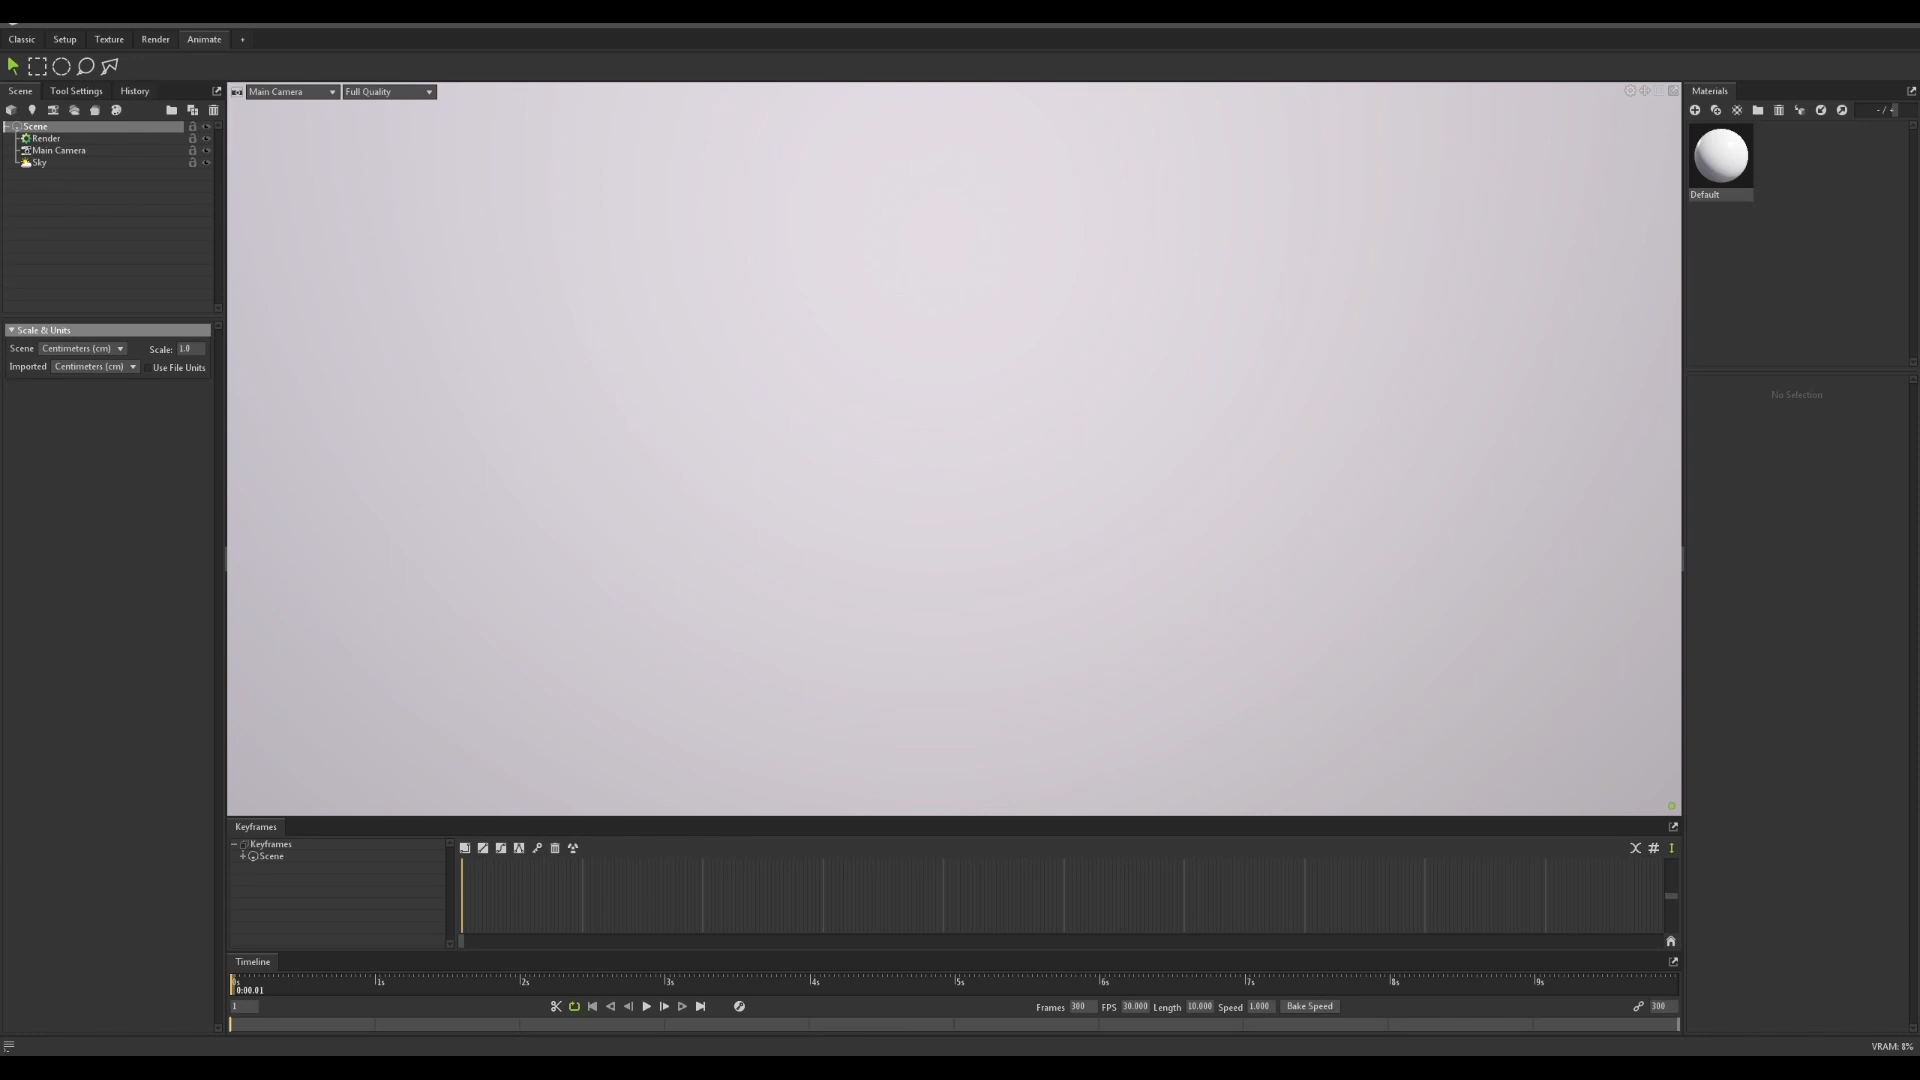 Classic Setup Texture Render Animate +
Scene Tool Settings History
Main Camera Full Quality
Materials
Scene
Render
Main Camera
Sky
- /
Default
Scale & Units
Scene Centimeters (cm) Scale: 1.0
Imported Centimeters (cm) Use File Units
No Selection
Keyframes
Keyframes
Scene
Timeline
1s 2s 3s 4s 5s 6s 7s 8s 9s
0:00.01
1 Frames 300 FPS 30.000 Length 10.000 Speed 1.000 Bake Speed 300
VRAM: 8%